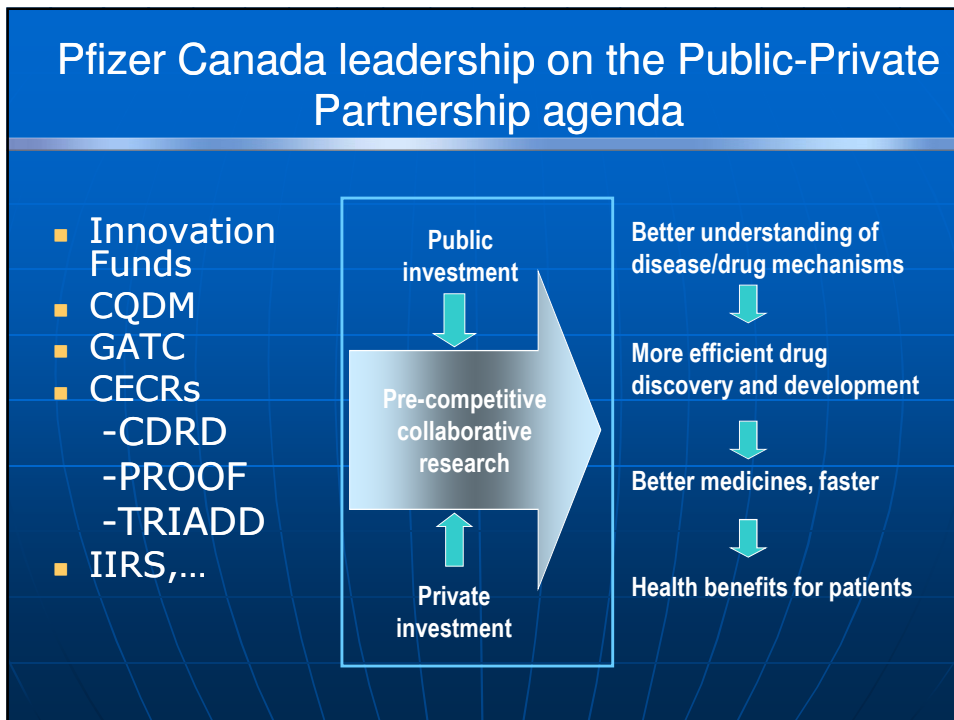 Pfizer Canada leadership on the Public-Private
Partnership agenda
Innovation
Funds
CQDM
GATC
CECRs
-CDRD
-PROOF
-TRIADD
IIRS,...
Public
investment
Pre-competitive
collaborative
research
Private
investment
Better understanding of
disease/drug mechanisms
More efficient drug
discovery and development
Better medicines, faster
Health benefits for patients